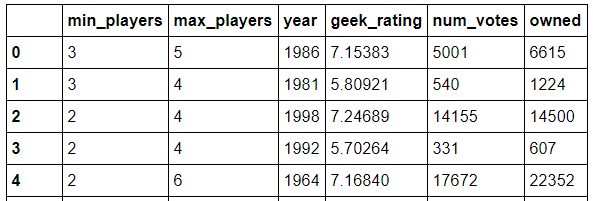 min_players max_players year geek_rating num_votes owned
0 3 5 1986 7.15383 5001 6615
1 3 4 1981 5.80921 540 1224
2 2 4 1998 7.24689 14155 14500
3 2 4 1992 5.70264 331 607
4 2 6 1964 7.16840 17672 22352